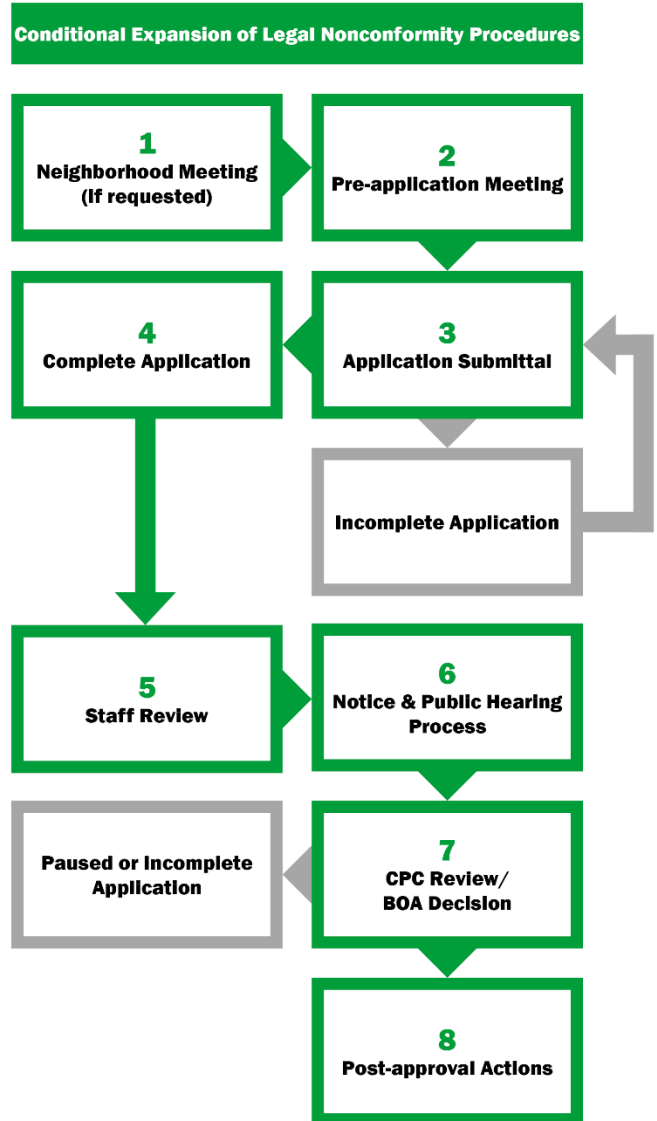 Conditional Expansion of Legal Nonconformity Procedures
1
Neighborhood Meeting
(If requested)
2
Pre-application Meeting
4
Complete Application
3
Application Submittal
Incomplete Application
5
Staff Review
6
Notice & Public Hearing
Process
Paused or Incomplete
Application
7
CPC Review/
BOA Decision
8
Post-approval Actions